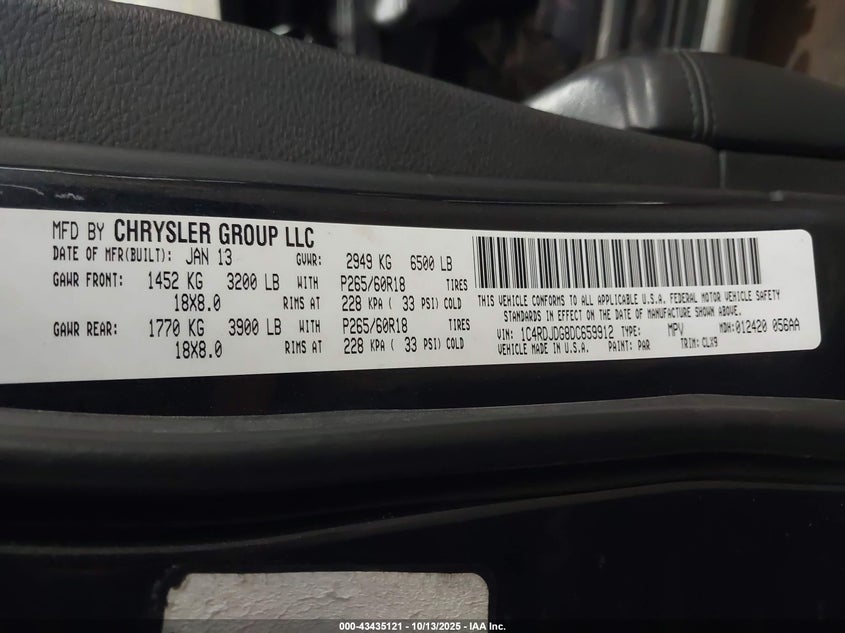 MFD BY CHRYSLER GROUP LLC
DATE OF MFR(BUILT): JAN 13 GVWR: 2949 KG 6500 LB
GAWR FRONT: 1452 KG 3200 LB WITH P265/60R18 TIRES
18X8.0 RIMS AT 228 KPA ( 33 PSI) COLD
GAWR REAR: 1770 KG 3900 LB WITH P265/60R18 TIRES
18X8.0 RIMS AT 228 KPA ( 33 PSI) COLD
THIS VEHICLE CONFORMS TO ALL APPLICABLE U.S.A. FEDERAL MOTOR VEHICLE SAFETY
STANDARDS IN EFFECT ON THE DATE OF MANUFACTURE SHOWN ABOVE.
VIN: 1C4RDJDG8DC659912 TYPE: MPV MDH:012420 056AA
VEHICLE MADE IN U.S.A. PAINT: PAR TRIM: CLX9
000-43435121 - 10/13/2025 - IAA Inc.